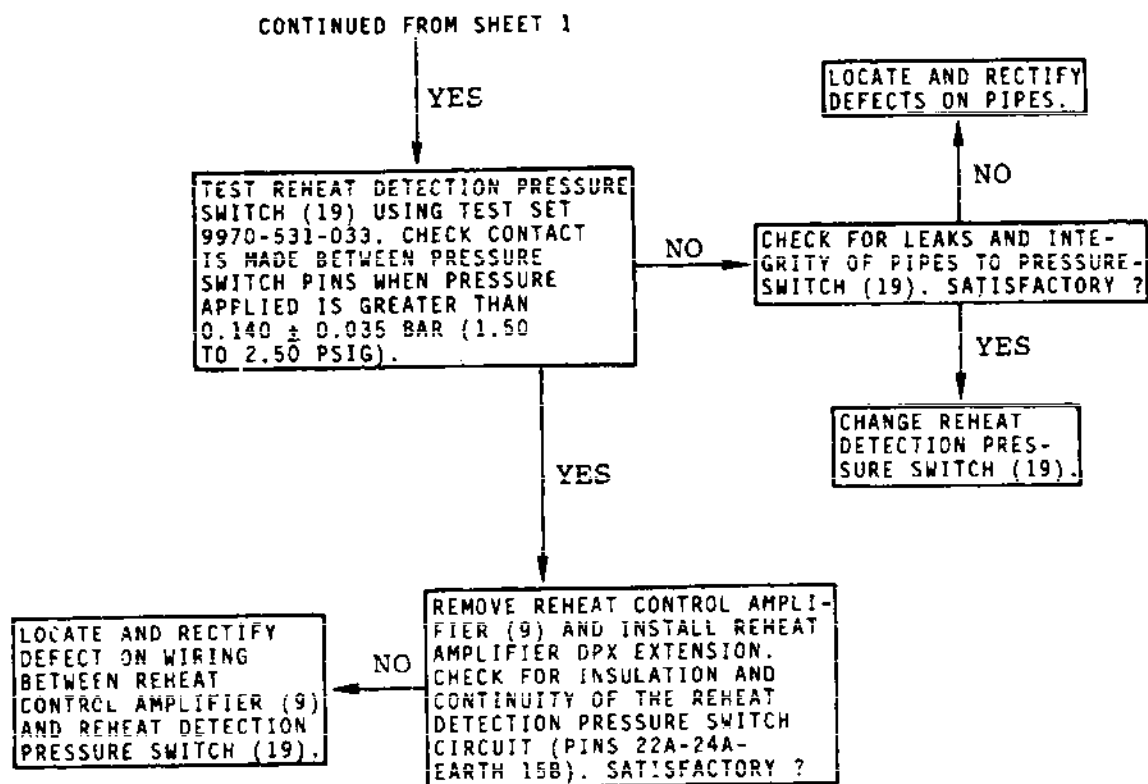 CONTINUED FROM SHEET 1
YES
LOCATE AND RECTIFY
DEFECTS ON PIPES.
NO
TEST REHEAT DETECTION PRESSURE
SWITCH (19) USING TEST SET
9970-531-033. CHECK CONTACT
IS MADE BETWEEN PRESSURE
SWITCH PINS WHEN PRESSURE
APPLIED IS GREATER THAN
0.140 ± 0.035 BAR (1.50
TO 2.50 PSIG).
NO
CHECK FOR LEAKS AND INTE-
GRITY OF PIPES TO PRESSURE-
SWITCH (19). SATISFACTORY ?
YES
CHANGE REHEAT
DETECTION PRES-
SURE SWITCH (19).
YES
REMOVE REHEAT CONTROL AMPLI-
FIER (9) AND INSTALL REHEAT
AMPLIFIER DPX EXTENSION.
CHECK FOR INSULATION AND
CONTINUITY OF THE REHEAT
DETECTION PRESSURE SWITCH
CIRCUIT (PINS 22A-24A-
EARTH 15B). SATISFACTORY ?
NO
LOCATE AND RECTIFY
DEFECT ON WIRING
BETWEEN REHEAT
CONTROL AMPLIFIER (9)
AND REHEAT DETECTION
PRESSURE SWITCH (19).